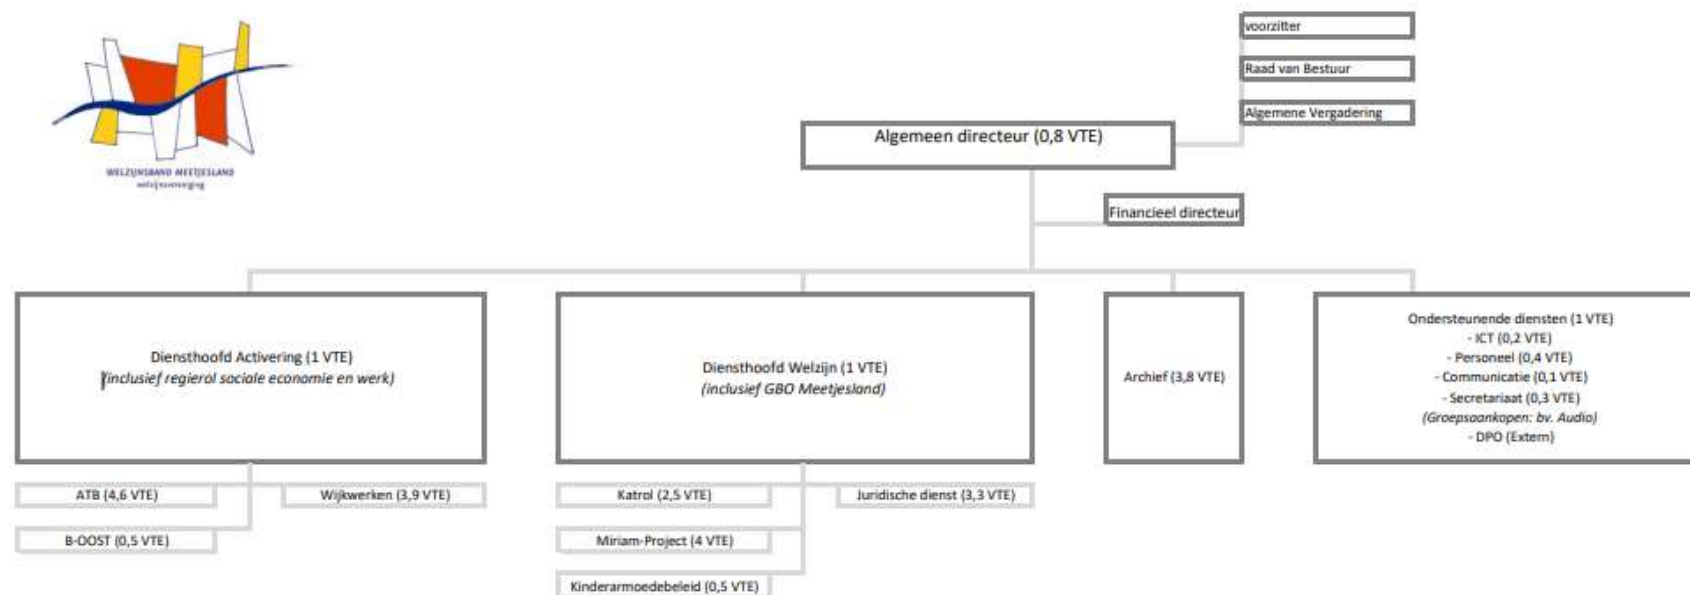 WELZIJNSBAND MEETJESLAND
welzijnsvereniging
voorzitter
Raad van Bestuur
Algemene Vergadering
Algemeen directeur (0,8 VTE)
Financieel directeur
Diensthoofd Activering (1 VTE)
(inclusief regierol sociale economie en werk)
Diensthoofd Welzijn (1 VTE)
(inclusief GBO Meetjesland)
Archief (3,8 VTE)
Ondersteunende diensten (1 VTE)
- ICT (0,2 VTE)
- Personeel (0,4 VTE)
- Communicatie (0,1 VTE)
- Secretariaat (0,3 VTE)
(Groepsaankopen: bv. Audio)
- DPO (Extern)
ATB (4,6 VTE)
Wijkwerken (3,9 VTE)
B-OOST (0,5 VTE)
Katrol (2,5 VTE)
Juridische dienst (3,3 VTE)
Miriam-Project (4 VTE)
Kinderarmoedebeleid (0,5 VTE)